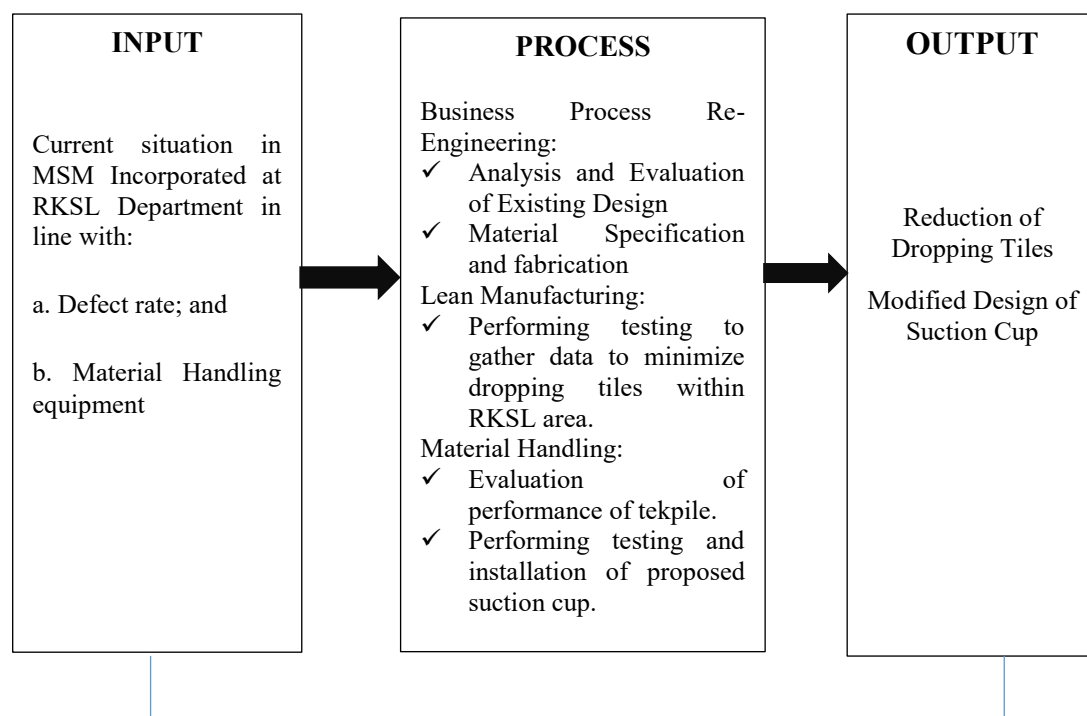 INPUT
Current situation in
MSM Incorporated at
RKSL Department in
line with:
a. Defect rate; and
b. Material Handling
equipment
PROCESS
Business Process Re-
Engineering:
✓ Analysis and Evaluation
of Existing Design
✓ Material Specification
and fabrication
Lean Manufacturing:
✓ Performing testing to
gather data to minimize
dropping tiles within
RKSL area.
Material Handling:
✓ Evaluation of
performance of tekpile.
✓ Performing testing and
installation of proposed
suction cup.
OUTPUT
Reduction of
Dropping Tiles
Modified Design of
Suction Cup